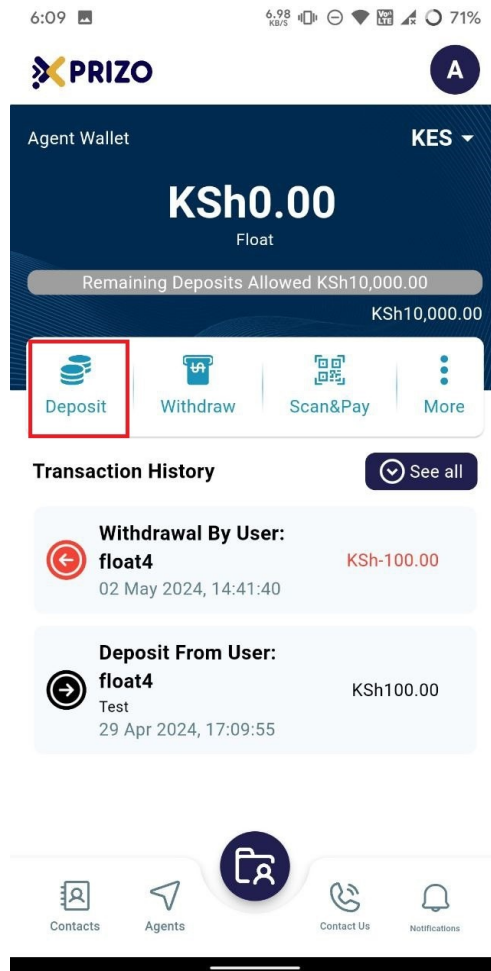 6:09
6.98 KB/S Vo) LTE 71%
PRIZO
A
Agent Wallet
KES
KSh0.00
Float
Remaining Deposits Allowed KSh10,000.00
KSh10,000.00
Deposit
Withdraw
Scan&Pay
More
Transaction History
See all
Withdrawal By User:
float4
KSh-100.00
02 May 2024, 14:41:40
Deposit From User:
float4
Test
KSh100.00
29 Apr 2024, 17:09:55
Contacts
Agents
Contact Us
Notifications